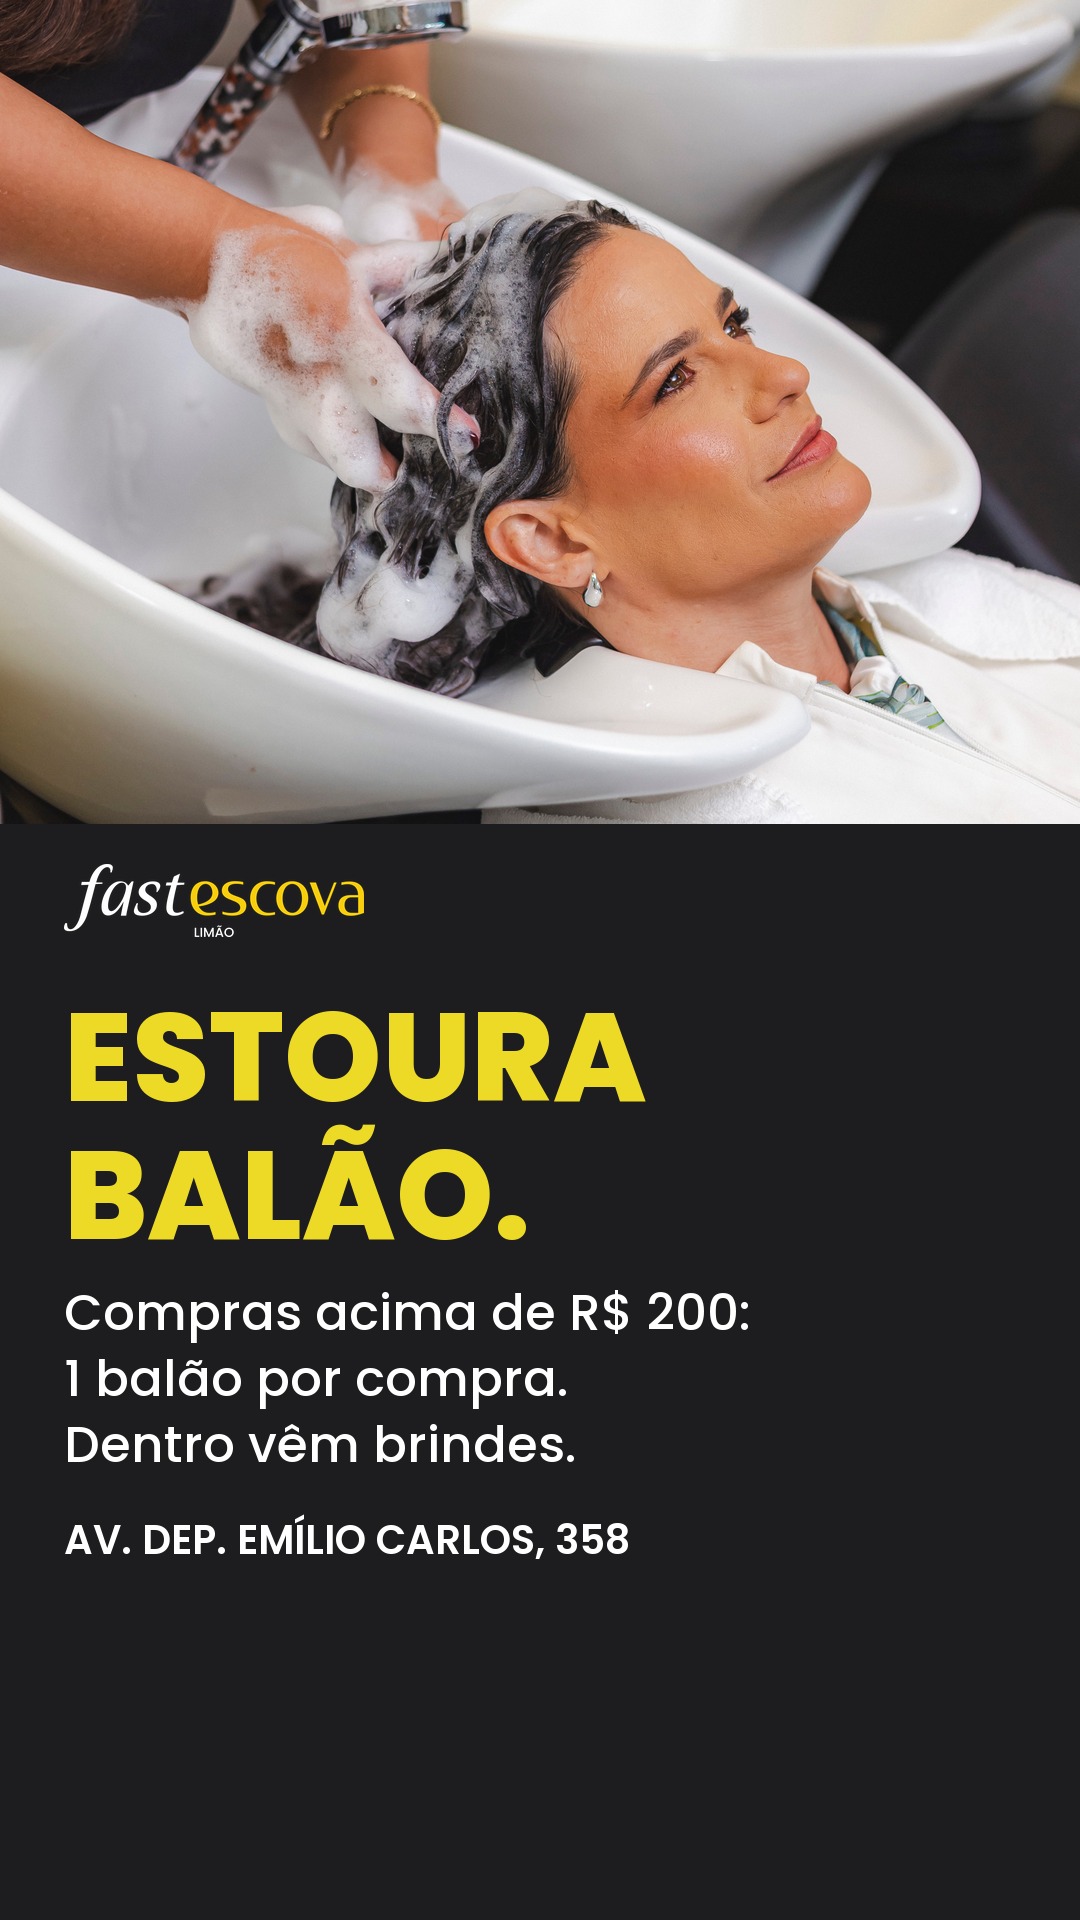 fastescova
LIMÃO
ESTOURA
BALÃO.
Compras acima de R$ 200:
1 balão por compra.
Dentro vêm brindes.
AV. DEP. EMÍLIO CARLOS, 358